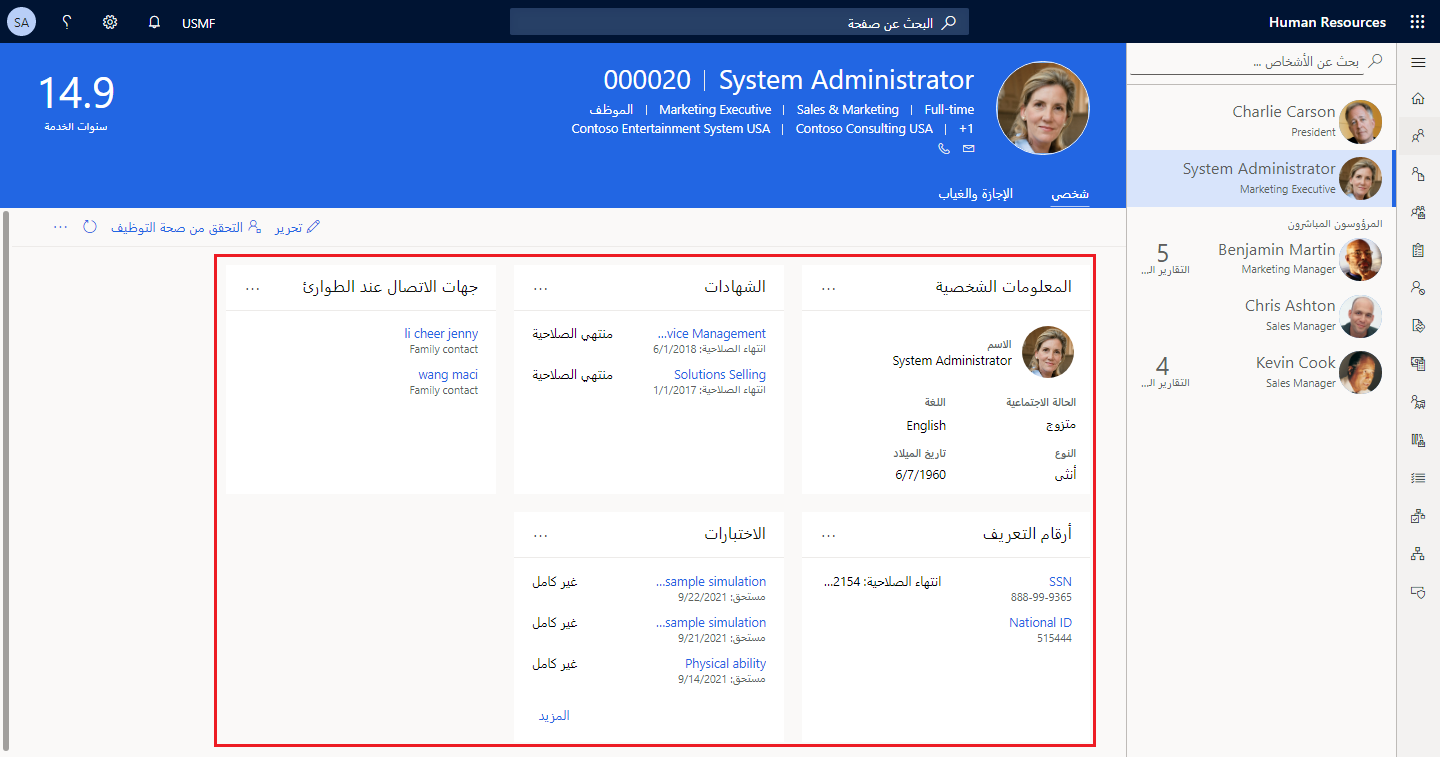 Human Resources
البحث عن صفحة
USMF
؟
SA
بحث عن الأشخاص ...
Charlie Carson
President
System Administrator
Marketing Executive
المرؤوسون المباشرون
Benjamin Martin
Marketing Manager
5
التقارير الـ...
Chris Ashton
Sales Manager
Kevin Cook
Sales Manager
4
التقارير الـ...
000020 | System Administrator
الموظف | Marketing Executive | Sales & Marketing | Full-time
Contoso Entertainment System USA | Contoso Consulting USA | +1
14.9
سنوات الخدمة
شخصي
الإجازة والغياب
تحرير
التحقق من صحة التوظيف
...
المعلومات الشخصية
...
الاسم
System Administrator
الحالة الاجتماعية
متزوج
اللغة
English
النوع
أنثى
تاريخ الميلاد
6/7/1960
الشهادات
...
...vice Management
منتهي الصلاحية
انتهاء الصلاحية: 6/1/2018
Solutions Selling
منتهي الصلاحية
انتهاء الصلاحية: 1/1/2017
جهات الاتصال عند الطوارئ
...
li cheer jenny
Family contact
wang maci
Family contact
أرقام التعريف
...
SSN
انتهاء الصلاحية: 2154...
888-99-9365
National ID
515444
الاختبارات
...
...sample simulation
غير كامل
مستحق: 9/22/2021
...sample simulation
غير كامل
مستحق: 9/21/2021
Physical ability
غير كامل
مستحق: 9/14/2021
المزيد